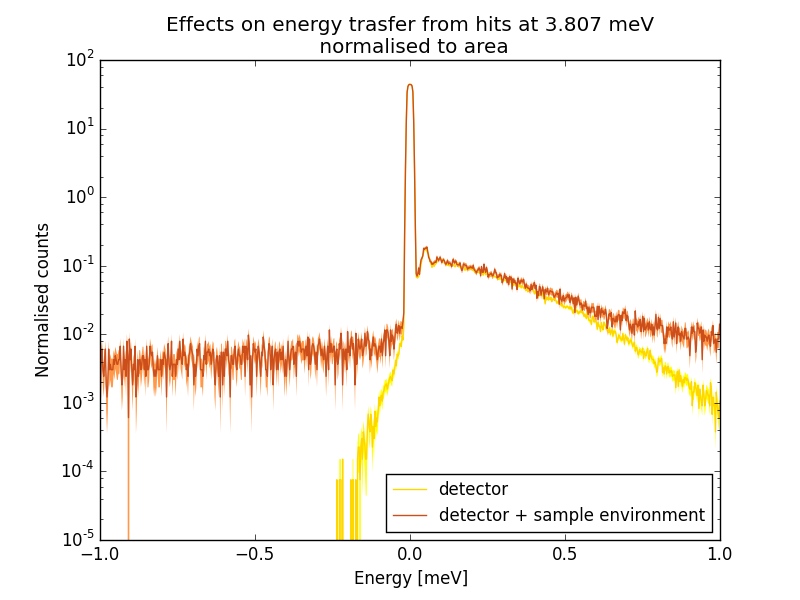 Effects on energy trasfer from hits at 3.807 meV
normalised to area
10^2
10^1
10^0
10^-1
10^-2
10^-3
10^-4
10^-5
Normalised counts
detector
detector + sample environment
−1.0 −0.5 0.0 0.5 1.0
Energy [meV]